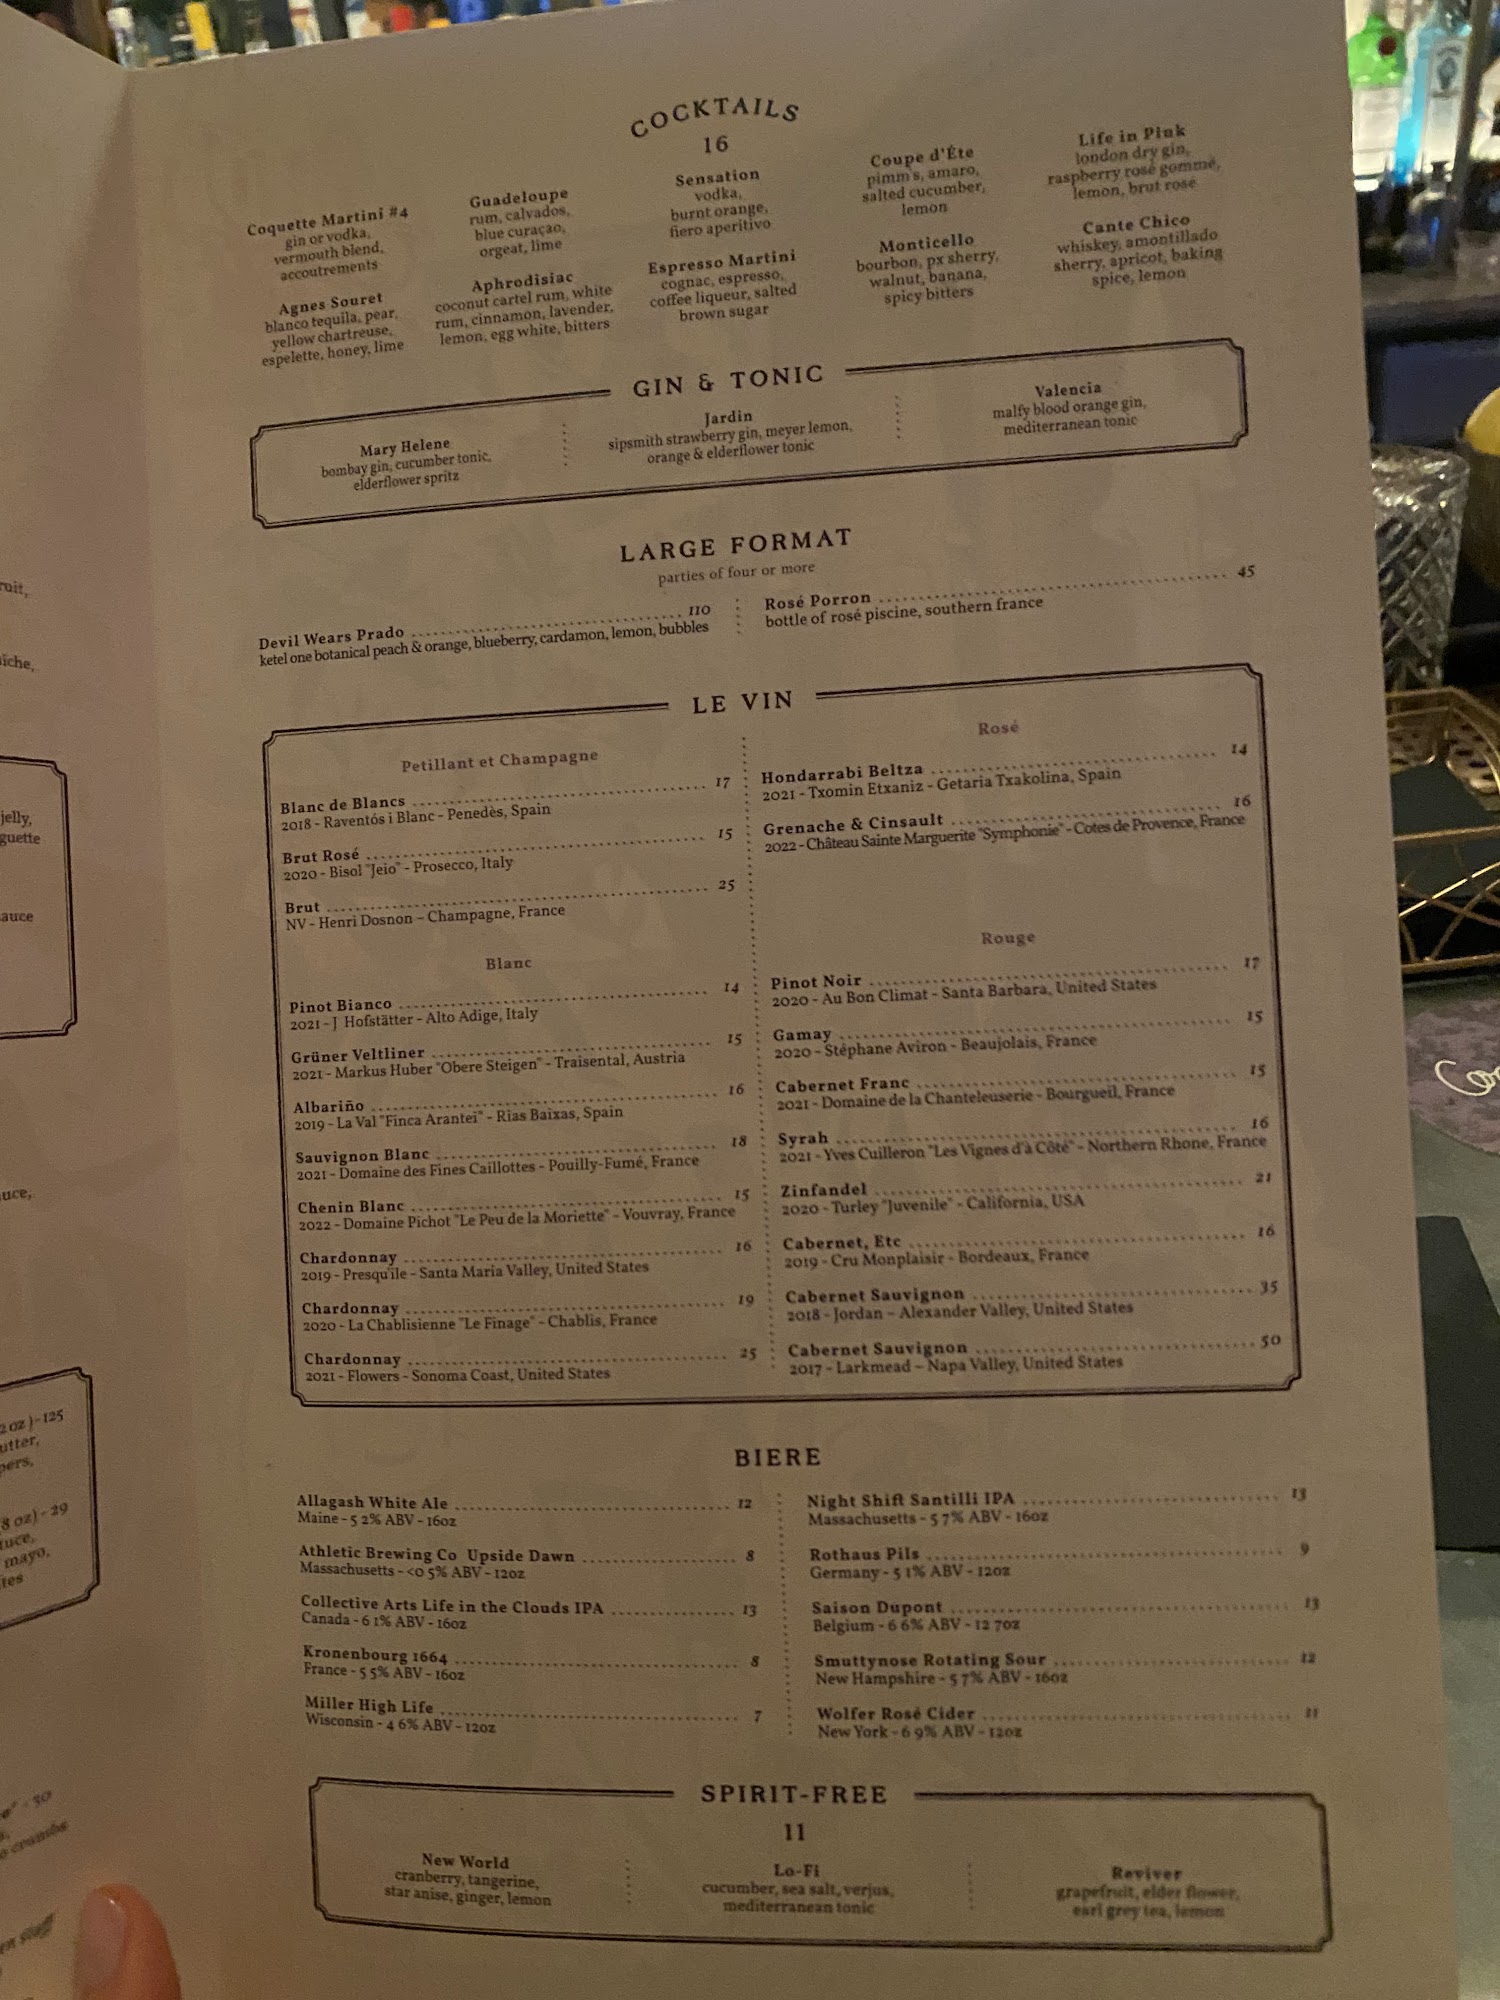 COCKTAILS
16
Coquette Martini #4
gin or vodka,
vermouth blend,
accoutrements
Guadeloupe
rum, calvados,
blue curaçao,
orgeat, lime
Sensation
vodka,
burnt orange,
fiero aperitivo
Coupe d'Éte
pimm's, amaro,
salted cucumber,
lemon
Life in Pink
london dry gin,
raspberry rosé gommé,
lemon, brut rosé
Agnes Souret
blanco tequila, pear,
yellow chartreuse,
espelette, honey, lime
Aphrodisiac
coconut cartel rum, white
rum, cinnamon, lavender,
lemon, egg white, bitters
Espresso Martini
cognac, espresso,
coffee liqueur, salted
brown sugar
Monticello
bourbon, px sherry,
walnut, banana,
spicy bitters
Cante Chico
whiskey, amontillado
sherry, apricot, baking
spice, lemon
GIN & TONIC
Mary Helene
bombay gin, cucumber tonic,
elderflower spritz
Jardin
sipsmith strawberry gin, meyer lemon,
orange & elderflower tonic
Valencia
malfy blood orange gin,
mediterranean tonic
LARGE FORMAT
parties of four or more
Devil Wears Prado 110
ketel one botanical peach & orange, blueberry, cardamon, lemon, bubbles
Rosé Porron 45
bottle of rosé piscine, southern france
LE VIN
Petillant et Champagne
Blanc de Blancs 17
2018 - Raventós i Blanc - Penedès, Spain
Brut Rosé 15
2020 - Bisol "Jeio" - Prosecco, Italy
Brut 25
NV - Henri Dosnon - Champagne, France
Blanc
Pinot Bianco 14
2021 - J Hofstätter - Alto Adige, Italy
Grüner Veltliner 15
2021 - Markus Huber "Obere Steigen" - Traisental, Austria
Albariño 16
2019 - La Val "Finca Arantei" - Rias Baixas, Spain
Sauvignon Blanc 18
2021 - Domaine des Fines Caillottes - Pouilly-Fumé, France
Chenin Blanc 15
2022 - Domaine Pichot "Le Peu de la Moriette" - Vouvray, France
Chardonnay 16
2019 - Presqu'ile - Santa Maria Valley, United States
Chardonnay 19
2020 - La Chablisienne "Le Finage" - Chablis, France
Chardonnay 25
2021 - Flowers - Sonoma Coast, United States
Rosé
Hondarrabi Beltza 14
2021 - Txomin Etxaniz - Getaria Txakolina, Spain
Grenache & Cinsault 16
2022 - Château Sainte Marguerite "Symphonie" - Cotes de Provence, France
Rouge
Pinot Noir 17
2020 - Au Bon Climat - Santa Barbara, United States
Gamay 15
2020 - Stéphane Aviron - Beaujolais, France
Cabernet Franc 15
2021 - Domaine de la Chanteleuserie - Bourgueil, France
Syrah 16
2021 - Yves Cuilleron "Les Vignes d'à Côté" - Northern Rhone, France
Zinfandel 21
2020 - Turley "Juvenile" - California, USA
Cabernet, Etc 16
2019 - Cru Monplaisir - Bordeaux, France
Cabernet Sauvignon 35
2018 - Jordan - Alexander Valley, United States
Cabernet Sauvignon 50
2017 - Larkmead - Napa Valley, United States
BIERE
Allagash White Ale 12
Maine - 5 2% ABV - 16oz
Athletic Brewing Co Upside Dawn 8
Massachusetts - <0 5% ABV - 12oz
Collective Arts Life in the Clouds IPA 13
Canada - 6 1% ABV - 16oz
Kronenbourg 1664 8
France - 5 5% ABV - 16oz
Miller High Life 7
Wisconsin - 4 6% ABV - 12oz
Night Shift Santilli IPA 13
Massachusetts - 5 7% ABV - 16oz
Rothaus Pils 9
Germany - 5 1% ABV - 12oz
Saison Dupont 13
Belgium - 6 6% ABV - 12 7oz
Smuttynose Rotating Sour 12
New Hampshire - 5 7% ABV - 16oz
Wolfer Rosé Cider 11
New York - 6 9% ABV - 12oz
SPIRIT-FREE
11
New World
cranberry, tangerine,
star anise, ginger, lemon
Lo-Fi
cucumber, sea salt, verjus,
mediterranean tonic
Reviver
grapefruit, elder flower,
earl grey tea, lemon
jelly,
sauce
2 oz ) - 125
8 oz) - 29
mayo,
30
crumbs